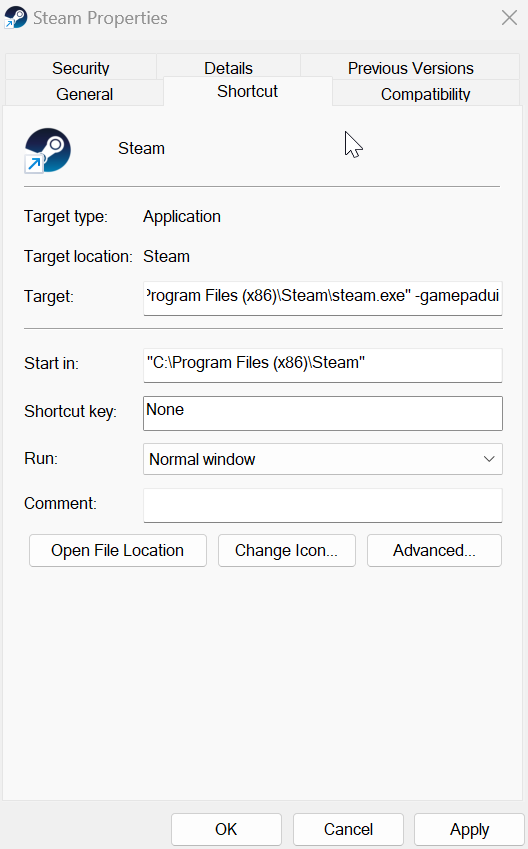 Steam Properties
Security Details Previous Versions
General Shortcut Compatibility
Steam
Target type: Application
Target location: Steam
Target: Program Files (x86)\Steam\steam.exe" -gamepadui
Start in: "C:\Program Files (x86)\Steam"
Shortcut key: None
Run: Normal window
Comment:
Open File Location Change Icon... Advanced...
OK Cancel Apply